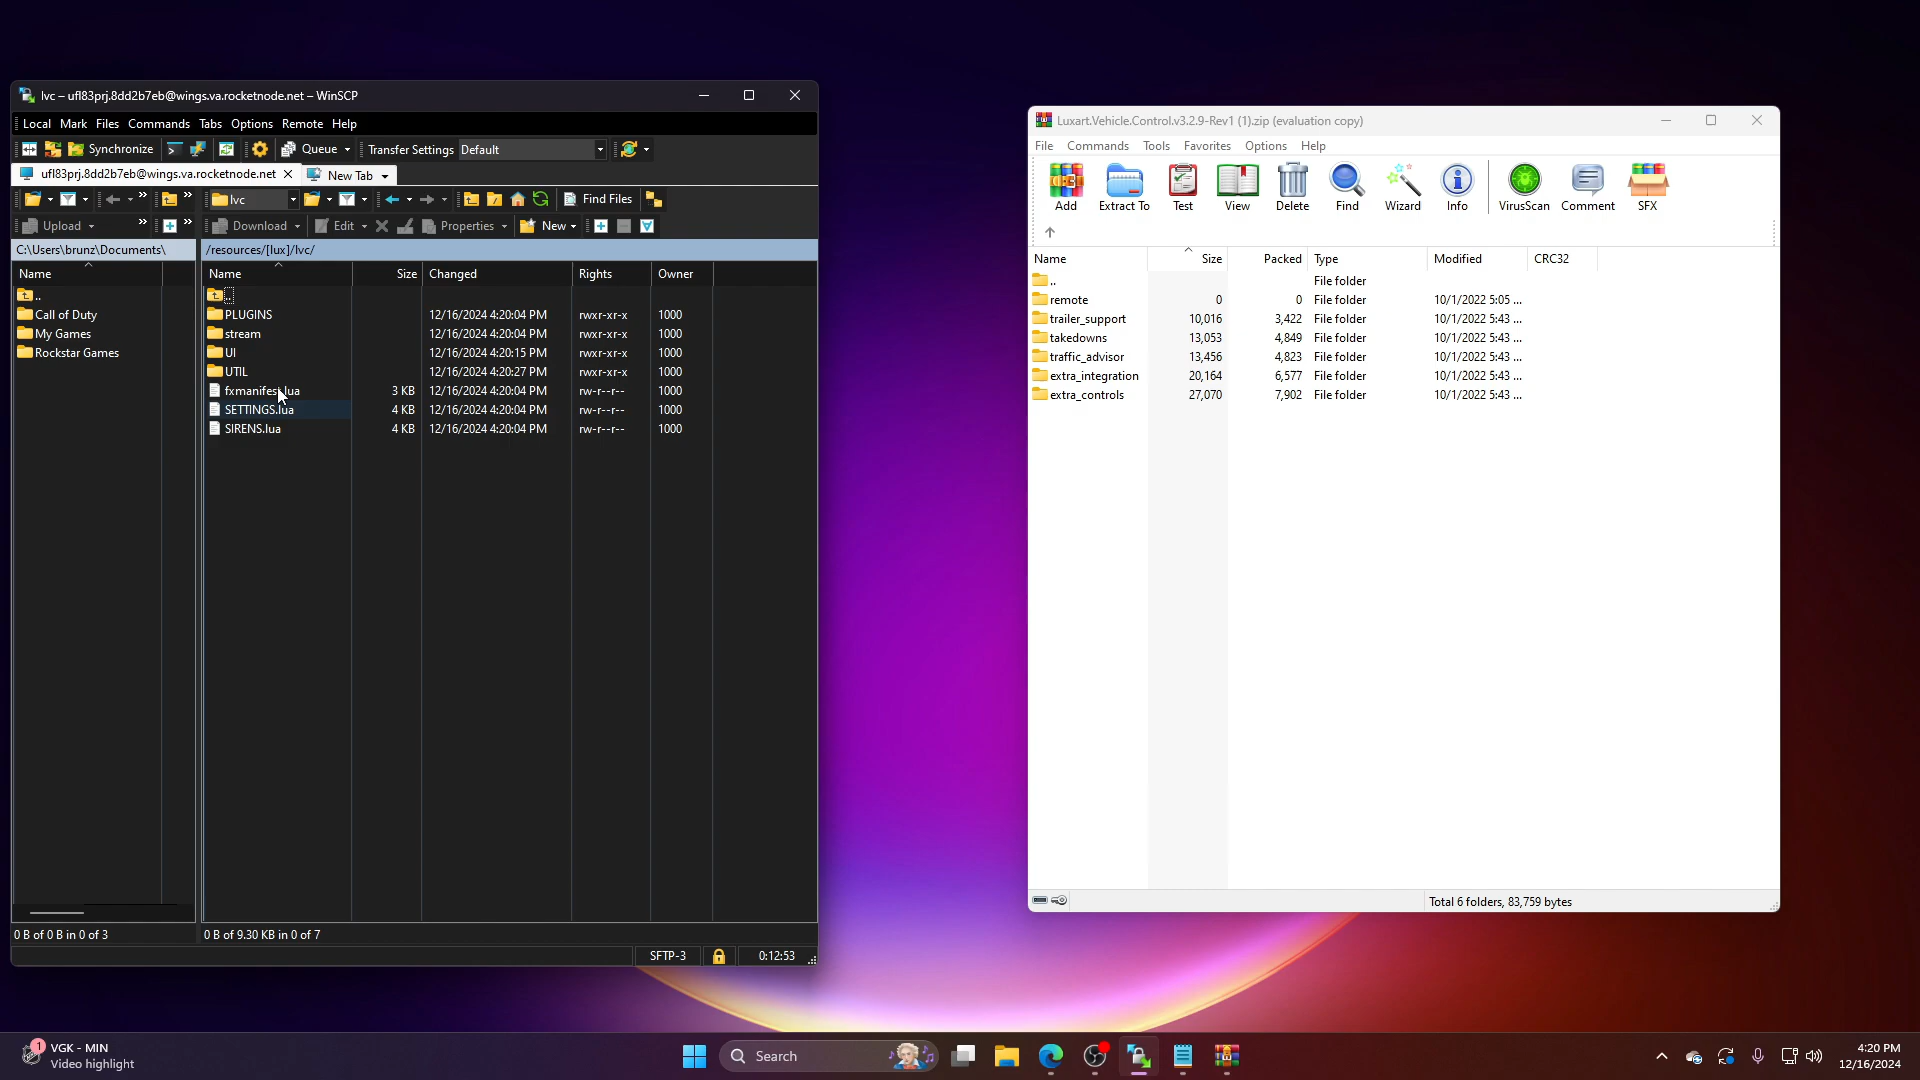 lvc – ufl83prj.8dd2b7eb@wings.va.rocketnode.net – WinSCP
Local Mark Files Commands Tabs Options Remote Help
Synchronize Queue Transfer Settings Default
ufl83prj.8dd2b7eb@wings.va.rocketnode.net New Tab
lvc Find Files
Upload Download Edit Properties New
C:\Users\brunz\Documents\
Name
..
Call of Duty
My Games
Rockstar Games
/resources/[lux]/lvc/
Name Size Changed Rights Owner
..
PLUGINS 12/16/2024 4:20:04 PM rwxr-xr-x 1000
stream 12/16/2024 4:20:04 PM rwxr-xr-x 1000
UI 12/16/2024 4:20:15 PM rwxr-xr-x 1000
UTIL 12/16/2024 4:20:27 PM rwxr-xr-x 1000
fxmanifest.lua 3 KB 12/16/2024 4:20:04 PM rw-r--r-- 1000
SETTINGS.lua 4 KB 12/16/2024 4:20:04 PM rw-r--r-- 1000
SIRENS.lua 4 KB 12/16/2024 4:20:04 PM rw-r--r-- 1000
0 B of 0 B in 0 of 3
0 B of 9.30 KB in 0 of 7
SFTP-3 0:12:53
Luxart.Vehicle.Control.v3.2.9-Rev1 (1).zip (evaluation copy)
File Commands Tools Favorites Options Help
Add Extract To Test View Delete Find Wizard Info VirusScan Comment SFX
Name Size Packed Type Modified CRC32
.. File folder
remote 0 0 File folder 10/1/2022 5:05 ...
trailer_support 10,016 3,422 File folder 10/1/2022 5:43 ...
takedowns 13,053 4,849 File folder 10/1/2022 5:43 ...
traffic_advisor 13,456 4,823 File folder 10/1/2022 5:43 ...
extra_integration 20,164 6,577 File folder 10/1/2022 5:43 ...
extra_controls 27,070 7,902 File folder 10/1/2022 5:43 ...
Total 6 folders, 83,759 bytes
1
VGK - MIN
Video highlight
Search
4:20 PM
12/16/2024